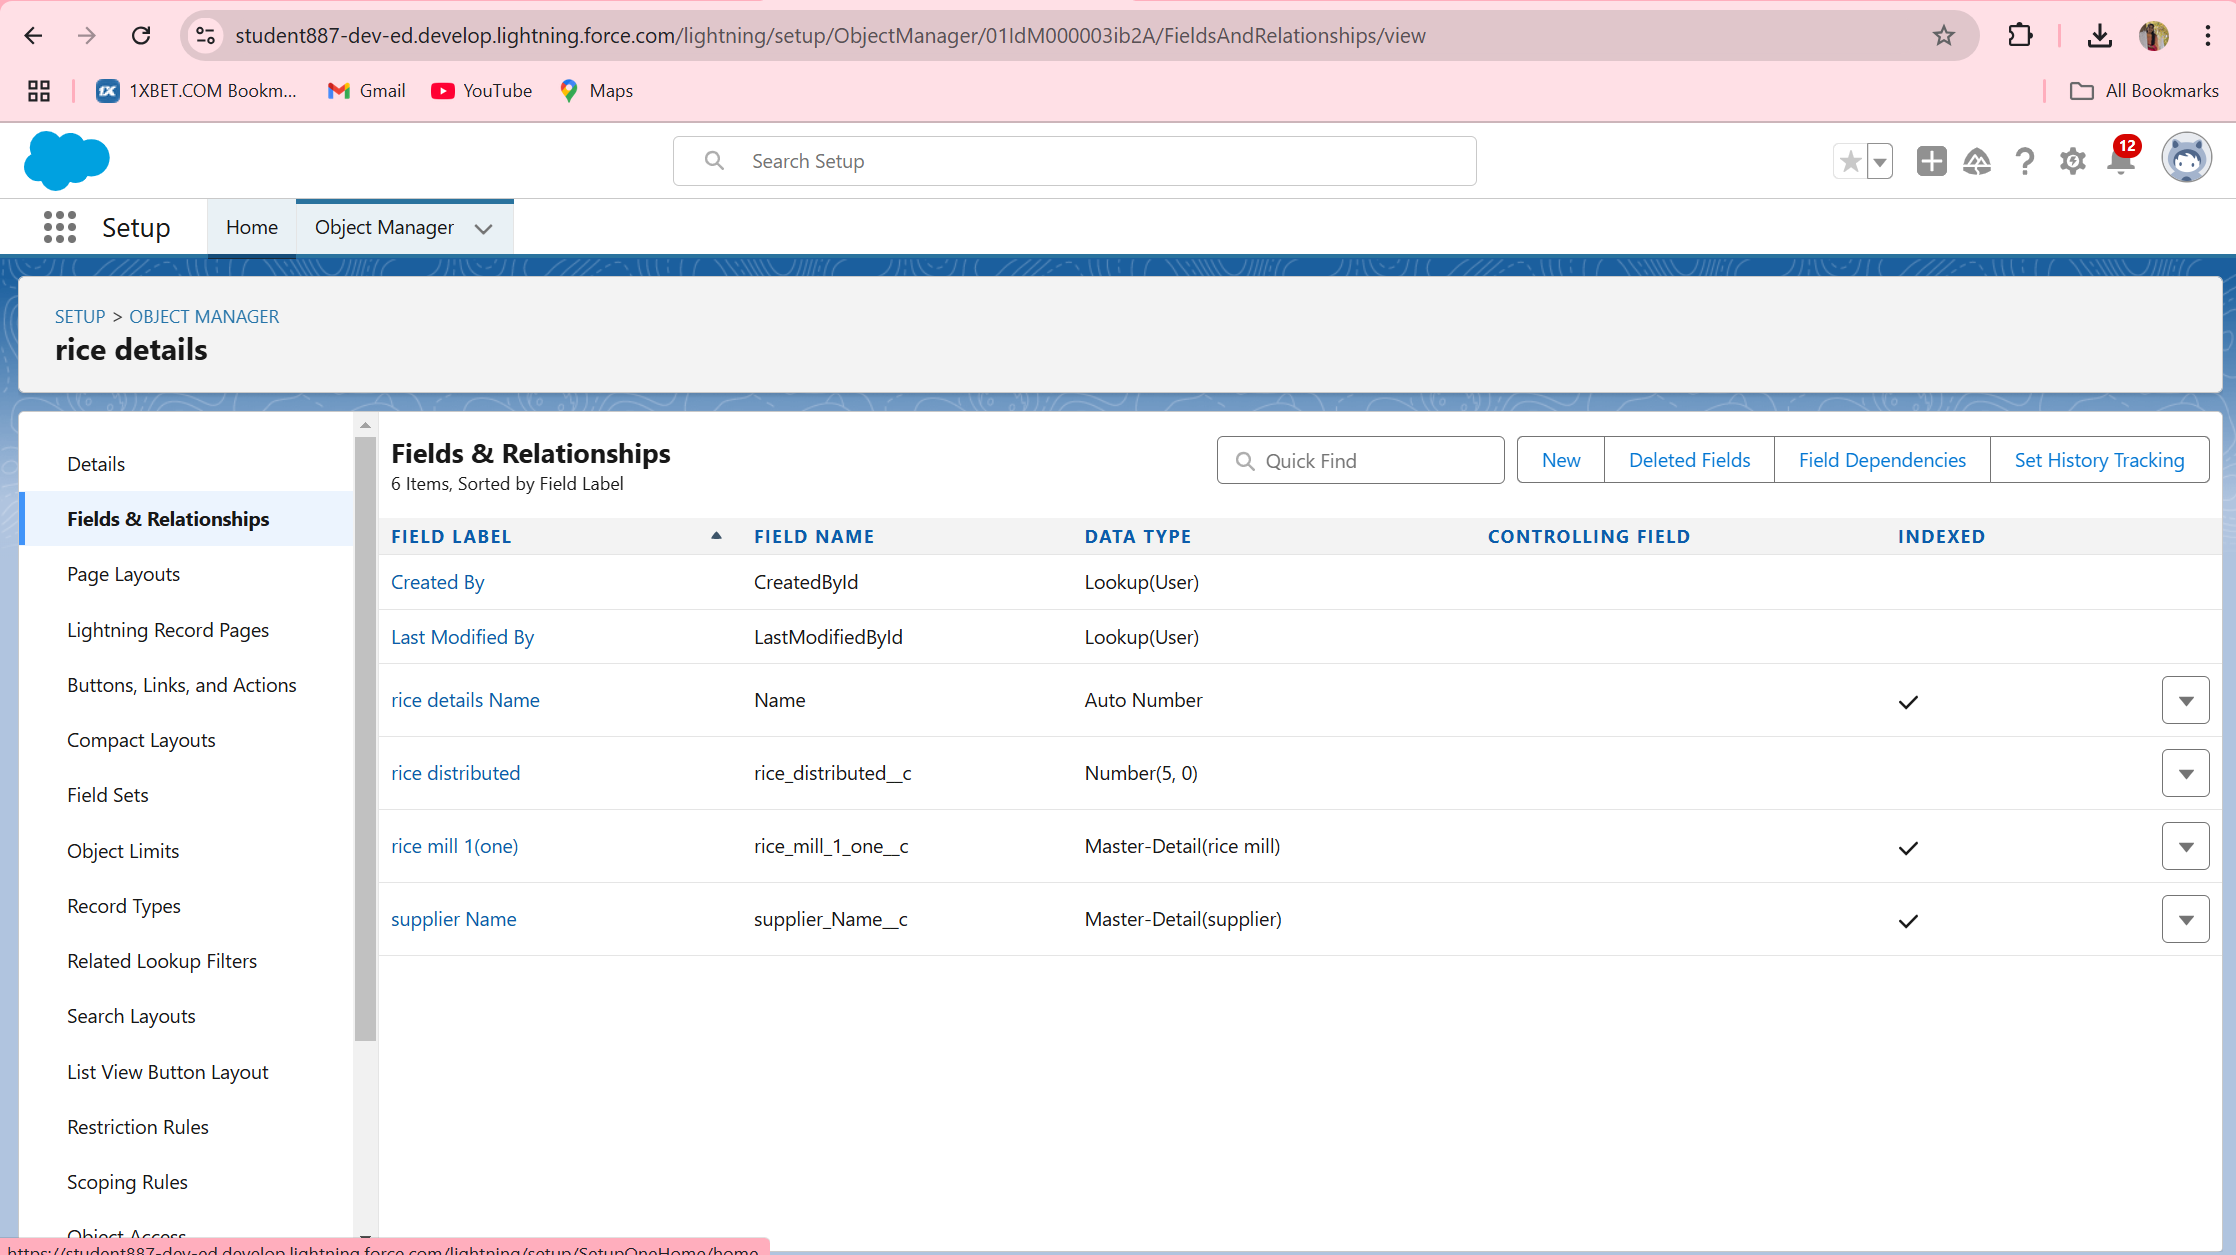 student887-dev-ed.develop.lightning.force.com/lightning/setup/ObjectManager/01IdM000003ib2A/FieldsAndRelationships/view
1XBET.COM Bookm... Gmail YouTube Maps All Bookmarks
Search Setup
12
Setup Home Object Manager
SETUP > OBJECT MANAGER
rice details
Details
Fields & Relationships
Page Layouts
Lightning Record Pages
Buttons, Links, and Actions
Compact Layouts
Field Sets
Object Limits
Record Types
Related Lookup Filters
Search Layouts
List View Button Layout
Restriction Rules
Scoping Rules
Object Access
Fields & Relationships
6 Items, Sorted by Field Label
Quick Find New Deleted Fields Field Dependencies Set History Tracking
FIELD LABEL FIELD NAME DATA TYPE CONTROLLING FIELD INDEXED
Created By CreatedById Lookup(User)
Last Modified By LastModifiedById Lookup(User)
rice details Name Name Auto Number
rice distributed rice_distributed__c Number(5, 0)
rice mill 1(one) rice_mill_1_one__c Master-Detail(rice mill)
supplier Name supplier_Name__c Master-Detail(supplier)
https://student887-dev-ed.develop.lightning.force.com/lightning/setup/SetupOneHome/home